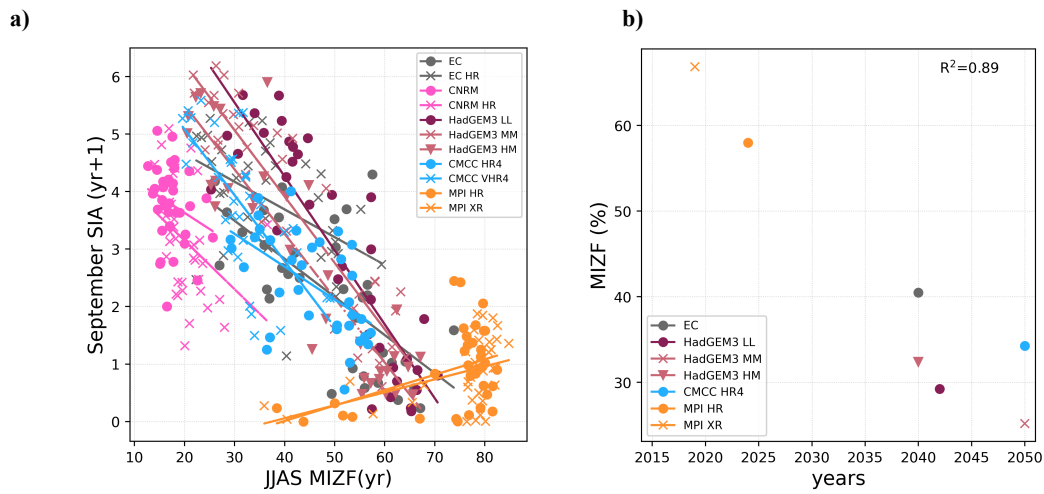 a)
September SIA (yr+1)
6
5
4
3
2
1
0
10 20 30 40 50 60 70 80
JJAS MIZF(yr)
EC
EC HR
CNRM
CNRM HR
HadGEM3 LL
HadGEM3 MM
HadGEM3 HM
CMCC HR4
CMCC VHR4
MPI HR
MPI XR
b)
MIZF (%)
60
50
40
30
2015 2020 2025 2030 2035 2040 2045 2050
years
R²=0.89
EC
HadGEM3 LL
HadGEM3 MM
HadGEM3 HM
CMCC HR4
MPI HR
MPI XR